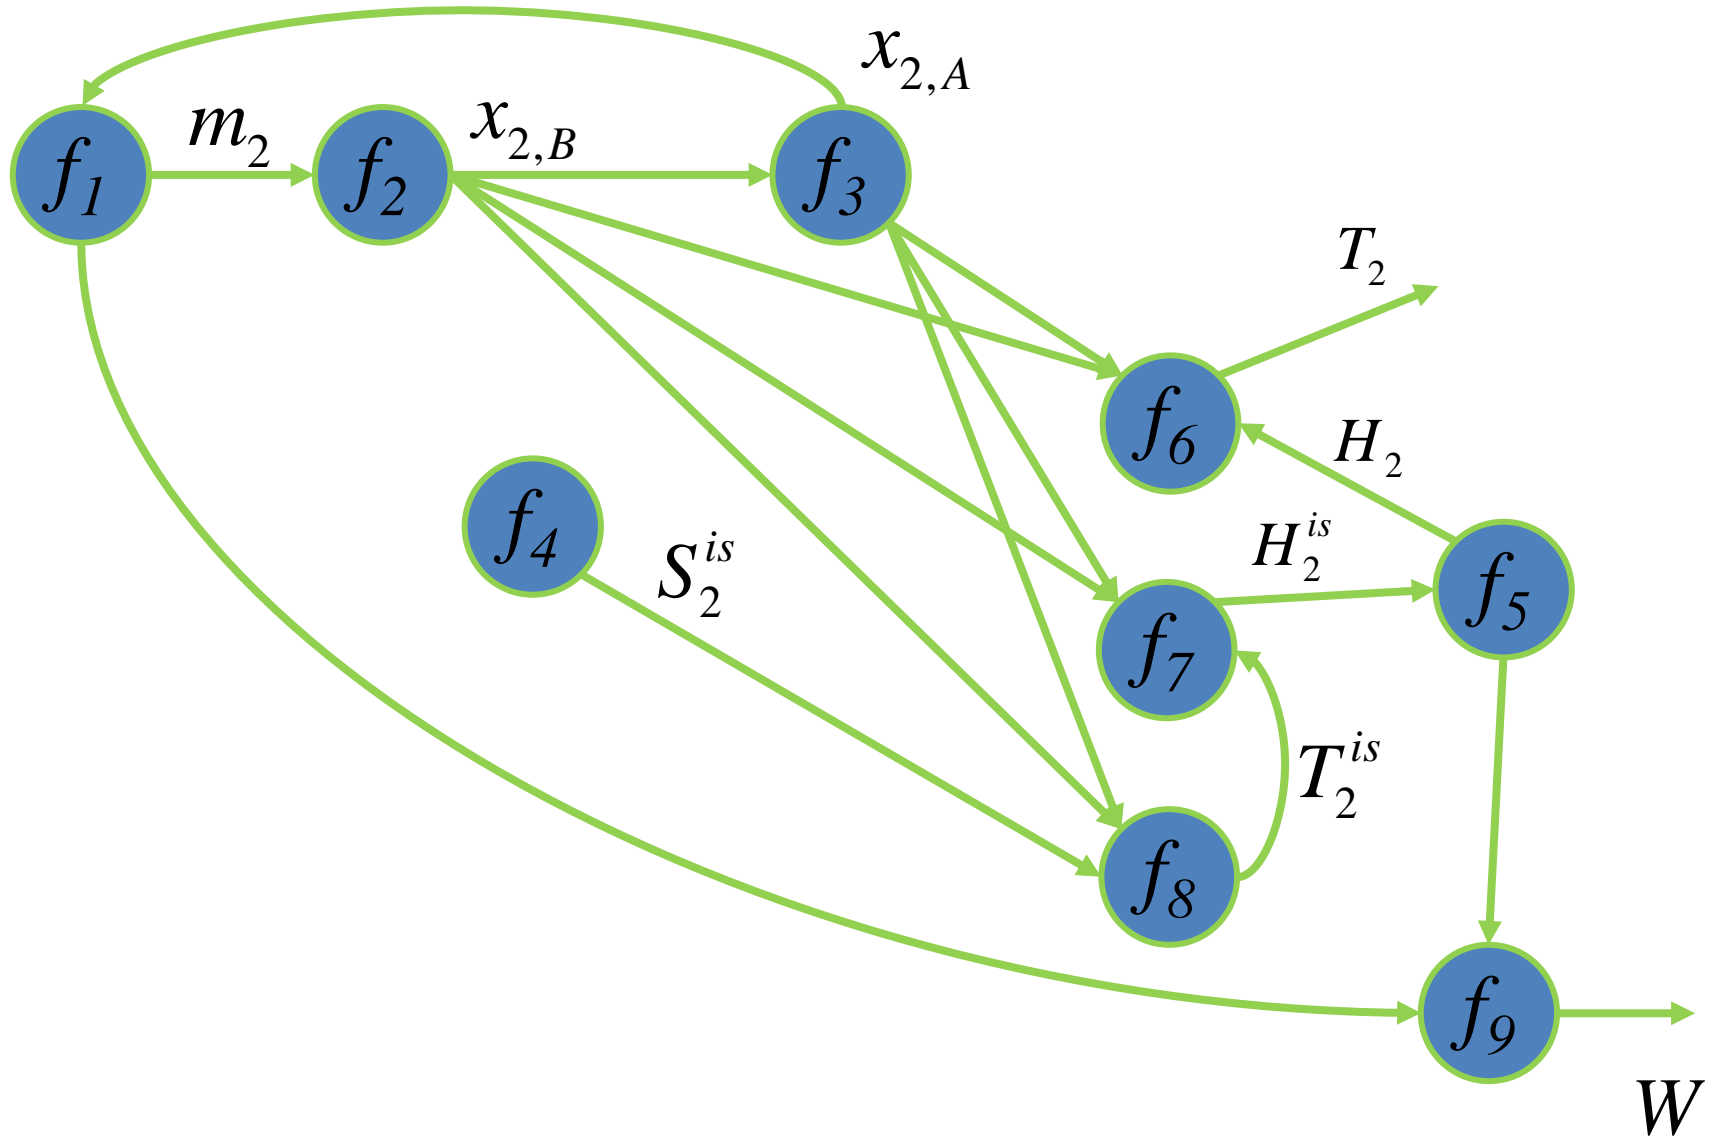 x₂,A
m₂
x₂,B
f₁
f₂
f₃
T₂
f₆
H₂
f₄
S₂ⁱˢ
H₂ⁱˢ
f₅
f₇
T₂ⁱˢ
f₈
f₉
W